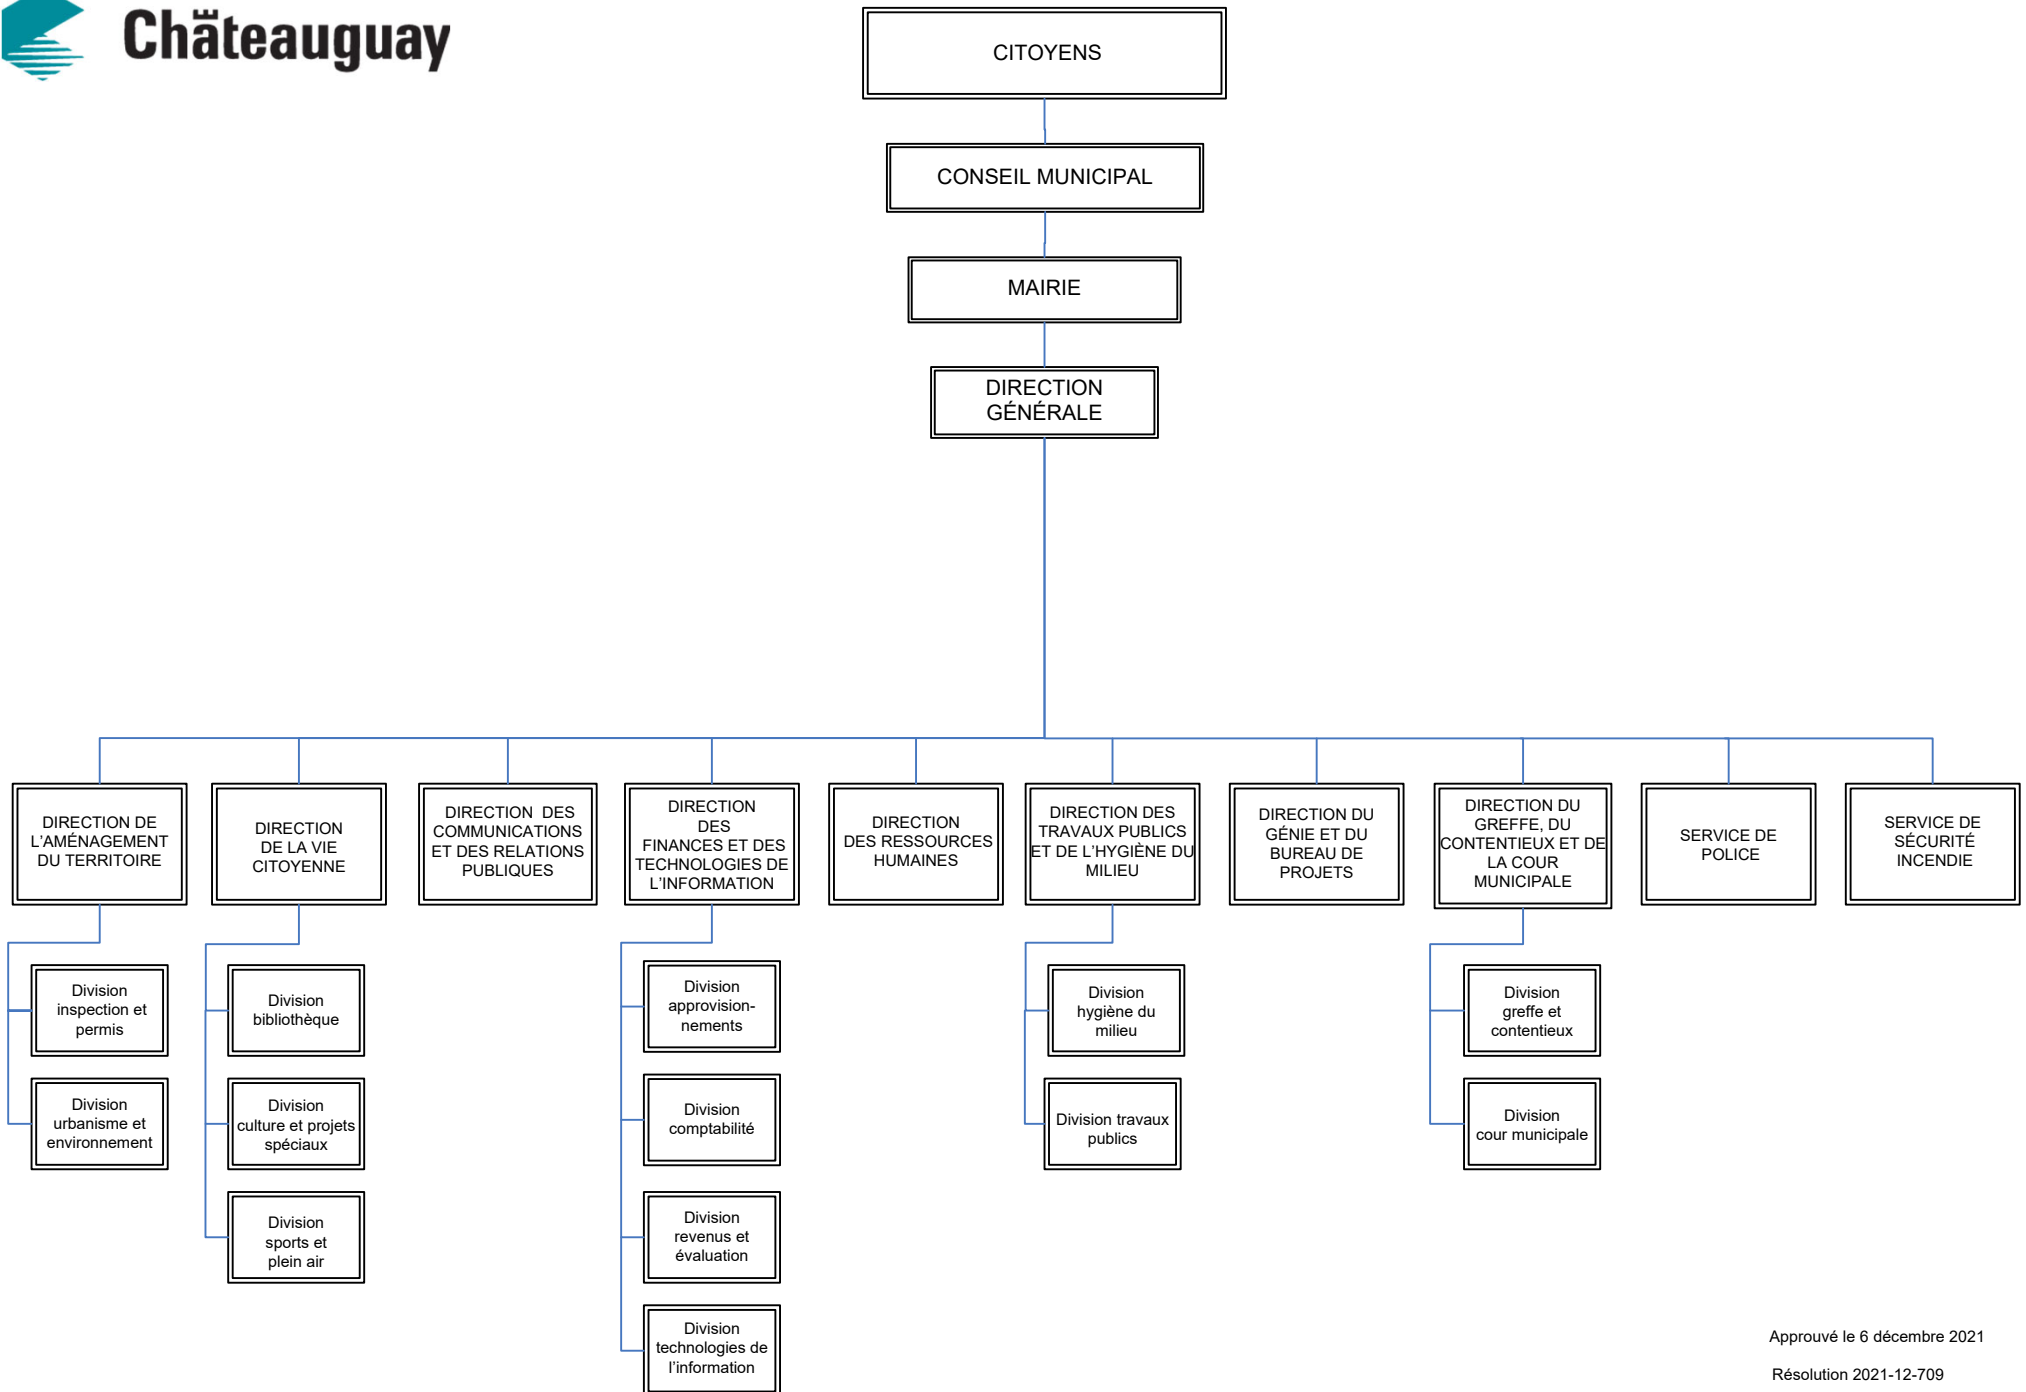 Châteauguay
CITOYENS
CONSEIL MUNICIPAL
MAIRIE
DIRECTION
GÉNÉRALE
DIRECTION DE
L'AMÉNAGEMENT
DU TERRITOIRE
DIRECTION
DE LA VIE
CITOYENNE
DIRECTION DES
COMMUNICATIONS
ET DES RELATIONS
PUBLIQUES
DIRECTION
DES
FINANCES ET DES
TECHNOLOGIES DE
L'INFORMATION
DIRECTION
DES RESSOURCES
HUMAINES
DIRECTION DES
TRAVAUX PUBLICS
ET DE L'HYGIÈNE DU
MILIEU
DIRECTION DU
GÉNIE ET DU
BUREAU DE
PROJETS
DIRECTION DU
GREFFE, DU
CONTENTIEUX ET DE
LA COUR
MUNICIPALE
SERVICE DE
POLICE
SERVICE DE
SÉCURITÉ
INCENDIE
Division
inspection et
permis
Division
urbanisme et
environnement
Division
bibliothèque
Division
culture et projets
spéciaux
Division
sports et
plein air
Division
approvision-
nements
Division
comptabilité
Division
revenus et
évaluation
Division
technologies de
l'information
Division
hygiène du
milieu
Division travaux
publics
Division
greffe et
contentieux
Division
cour municipale
Approuvé le 6 décembre 2021
Résolution 2021-12-709